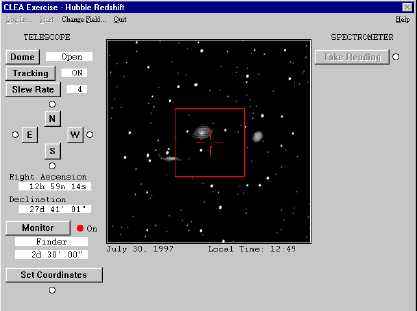 CLEA Exercise - Hubble Redshift
Log in... Run Change Field... Quit Help
TELESCOPE
SPECTROMETER
Dome Open
Take Reading
Tracking ON
Slew Rate 4
N
E W
S
Right Ascension
12h 59m 14s
Declination
27d 41' 01"
Monitor On
Finder
2d 30' 00"
July 30, 1997 Local Time: 12:49
Set Coordinates